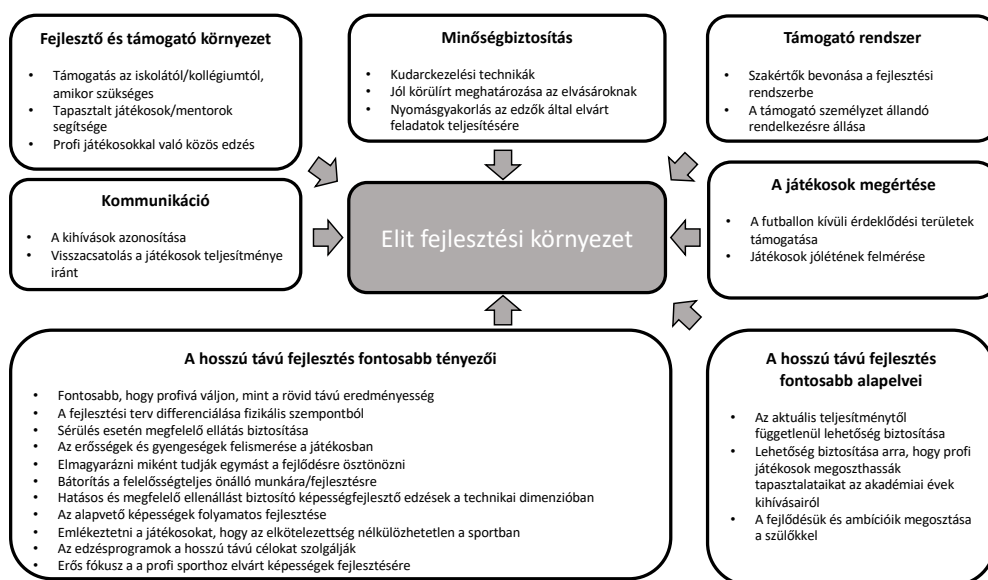 Fejlesztő és támogató környezet
• Támogatás az iskolától/kollégiumtól,
amikor szükséges
• Tapasztalt játékosok/mentorok
segítsége
• Profi játékosokkal való közös edzés
Minőségbiztosítás
• Kudarckezelési technikák
• Jól körülírt meghatározása az elvásároknak
• Nyomásgyakorlás az edzők által elvárt
feladatok teljesítésére
Támogató rendszer
• Szakértők bevonása a fejlesztési
rendszerbe
• A támogató személyzet állandó
rendelkezésre állása
Kommunikáció
• A kihívások azonosítása
• Visszacsatolás a játékosok teljesítménye
iránt
Elit fejlesztési környezet
A játékosok megértése
• A futballon kívüli érdeklődési területek
támogatása
• Játékosok jólétének felmérése
A hosszú távú fejlesztés fontosabb tényezői
• Fontosabb, hogy profivá váljon, mint a rövid távú eredményesség
• A fejlesztési terv differenciálása fizikális szempontból
• Sérülés esetén megfelelő ellátás biztosítása
• Az erősségek és gyengeségek felismerése a játékosban
• Elmagyarázni miként tudják egymást a fejlődésre ösztönözni
• Bátorítás a felelősségteljes önálló munkára/fejlesztésre
• Hatásos és megfelelő ellenállást biztosító képességfejlesztő edzések a technikai dimenzióban
• Az alapvető képességek folyamatos fejlesztése
• Emlékeztetni a játékosokat, hogy az elkötelezettség nélkülözhetetlen a sportban
• Az edzésprogramok a hosszú távú célokat szolgálják
• Erős fókusz a a profi sporthoz elvárt képességek fejlesztésére
A hosszú távú fejlesztés
fontosabb alapelvei
• Az aktuális teljesítménytől
függetlenül lehetőség biztosítása
• Lehetőség biztosítása arra, hogy profi
játékosok megoszthassák
tapasztalataikat az akadémiai évek
kihívásairól
• A fejlődésük és ambícióik megosztása
a szülőkkel